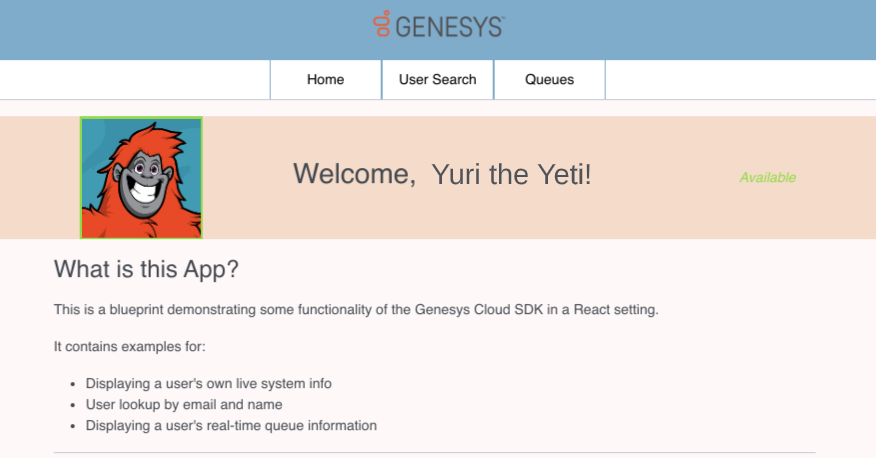 GENESYS™
Home
User Search
Queues
Welcome, Yuri the Yeti!
Available
What is this App?
This is a blueprint demonstrating some functionality of the Genesys Cloud SDK in a React setting.
It contains examples for:
• Displaying a user's own live system info
• User lookup by email and name
• Displaying a user's real-time queue information